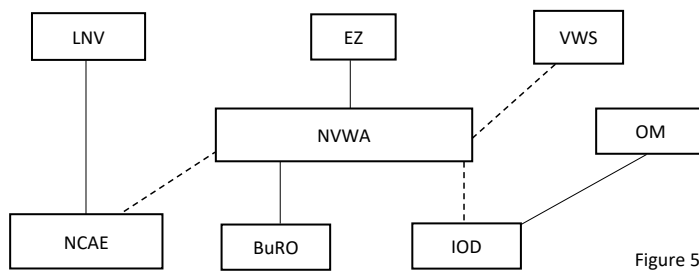 LNV
EZ
VWS
NVWA
OM
NCAE
BuRO
IOD
Figure 5